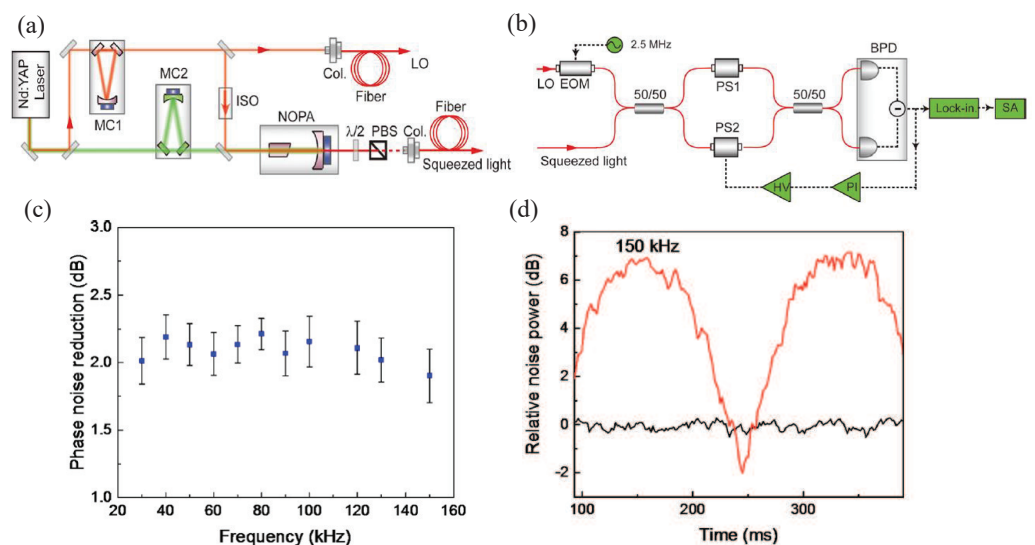 (a)
Nd:YAP
Laser
MC1
MC2
ISO
NOPA
λ/2
PBS
Col.
Fiber
LO
Col.
Fiber
Squeezed light
(b)
2.5 MHz
LO
EOM
Squeezed light
50/50
PS1
PS2
50/50
BPD
Lock-in
SA
HV
PI
(c)
Phase noise reduction (dB)
3.0
2.5
2.0
1.5
1.0
20 40 60 80 100 120 140 160
Frequency (kHz)
(d)
150 kHz
Relative noise power (dB)
8
6
4
2
0
-2
100 200 300
Time (ms)